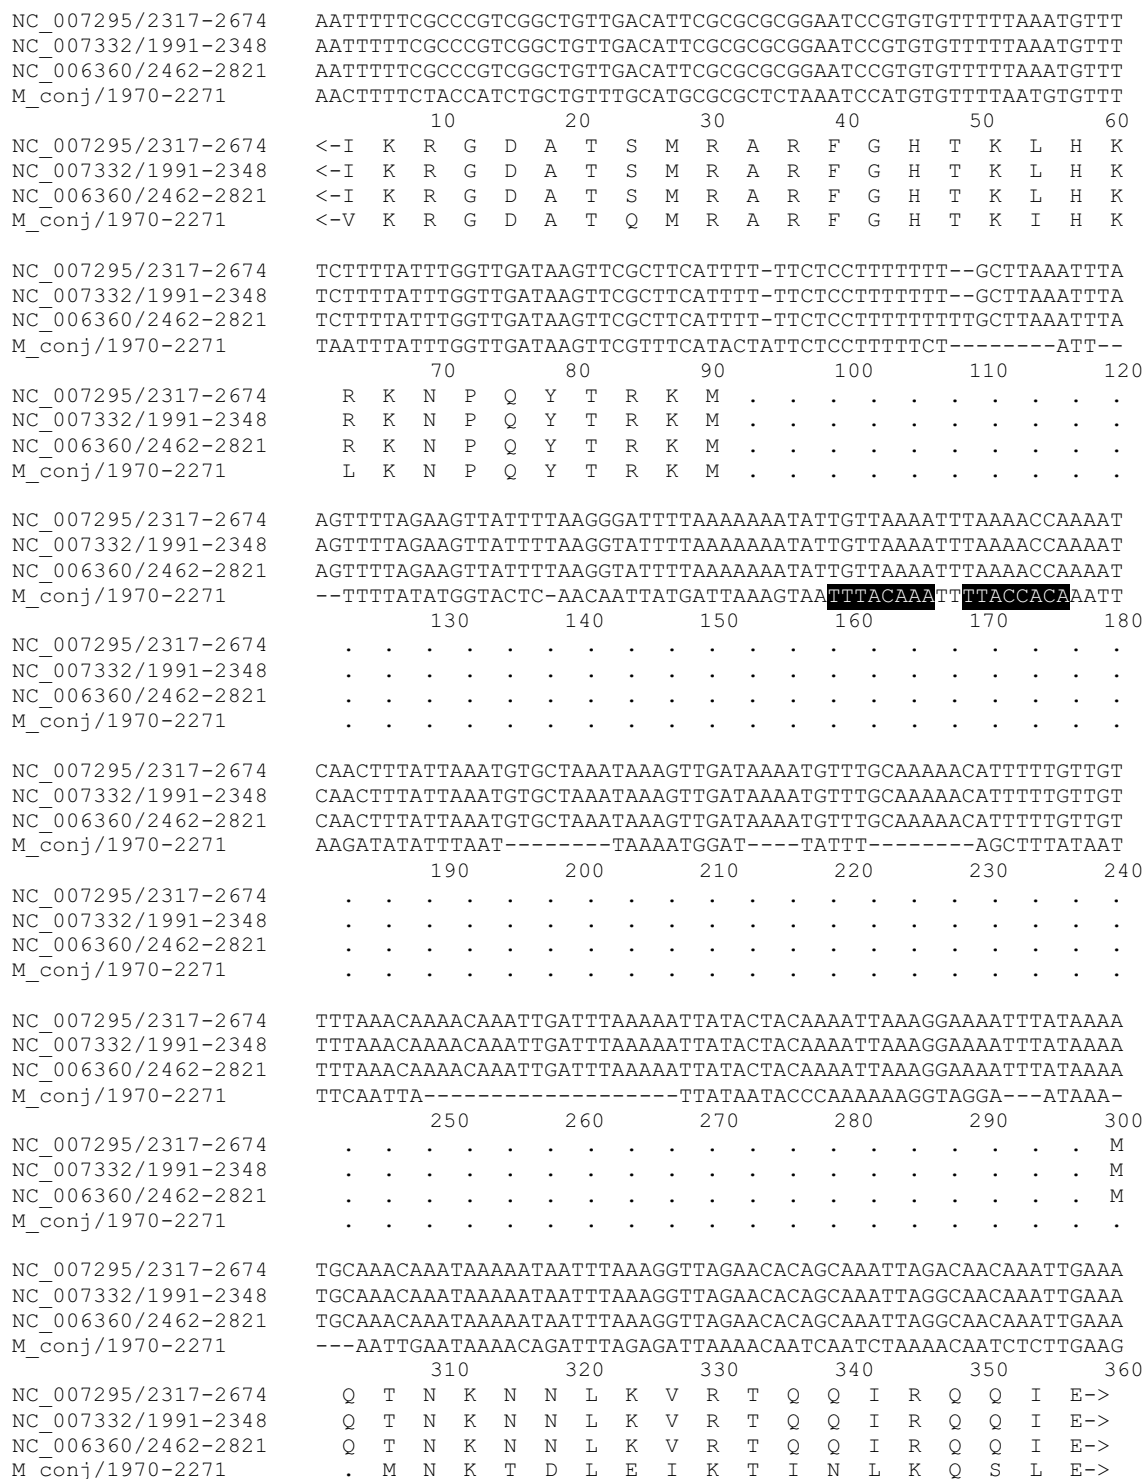 NC_007295/2317-2674 AATTTTTCGCCCGTCGGCTGTTGACATTCGCGCGCGGAATCCGTGTGTTTTTAAATGTTT
NC_007332/1991-2348 AATTTTTCGCCCGTCGGCTGTTGACATTCGCGCGCGGAATCCGTGTGTTTTTAAATGTTT
NC_006360/2462-2821 AATTTTTCGCCCGTCGGCTGTTGACATTCGCGCGCGGAATCCGTGTGTTTTTAAATGTTT
M_conj/1970-2271 AACTTTTCTACCATCTGCTGTTTGCATGCGCGCTCTAAATCCATGTGTTTTAATGTGTTT
10 20 30 40 50 60
NC_007295/2317-2674 <-I K R G D A T S M R A R F G H T K L H K
NC_007332/1991-2348 <-I K R G D A T S M R A R F G H T K L H K
NC_006360/2462-2821 <-I K R G D A T S M R A R F G H T K L H K
M_conj/1970-2271 <-V K R G D A T Q M R A R F G H T K I H K
NC_007295/2317-2674 TCTTTTATTTGGTTGATAAGTTCGCTTCATTTT-TTCTCCTTTTTTT--GCTTAAATTTA
NC_007332/1991-2348 TCTTTTATTTGGTTGATAAGTTCGCTTCATTTT-TTCTCCTTTTTTT--GCTTAAATTTA
NC_006360/2462-2821 TCTTTTATTTGGTTGATAAGTTCGCTTCATTTT-TTCTCCTTTTTTTTTGCTTAAATTTA
M_conj/1970-2271 TAATTTATTTGGTTGATAAGTTCGTTTCATACTATTCTCCTTTTTCT--------ATT--
70 80 90 100 110 120
NC_007295/2317-2674 R K N P Q Y T R K M . . . . . . . . . .
NC_007332/1991-2348 R K N P Q Y T R K M . . . . . . . . . .
NC_006360/2462-2821 R K N P Q Y T R K M . . . . . . . . . .
M_conj/1970-2271 L K N P Q Y T R K M . . . . . . . . . .
NC_007295/2317-2674 AGTTTTAGAAGTTATTTTAAGGGATTTTAAAAAAATATTGTTAAAATTTAAAACCAAAAT
NC_007332/1991-2348 AGTTTTAGAAGTTATTTTAAGGTATTTTAAAAAAATATTGTTAAAATTTAAAACCAAAAT
NC_006360/2462-2821 AGTTTTAGAAGTTATTTTAAGGTATTTTAAAAAAATATTGTTAAAATTTAAAACCAAAAT
M_conj/1970-2271 --TTTTATATGGTACTC-AACAATTATGATTAAAGTAATTTACAAATTTTACCACAAATT
130 140 150 160 170 180
NC_007295/2317-2674 . . . . . . . . . . . . . . . . . . . .
NC_007332/1991-2348 . . . . . . . . . . . . . . . . . . . .
NC_006360/2462-2821 . . . . . . . . . . . . . . . . . . . .
M_conj/1970-2271 . . . . . . . . . . . . . . . . . . . .
NC_007295/2317-2674 CAACTTTATTAAATGTGCTAAATAAAGTTGATAAAATGTTTGCAAAAACATTTTTGTTGT
NC_007332/1991-2348 CAACTTTATTAAATGTGCTAAATAAAGTTGATAAAATGTTTGCAAAAACATTTTTGTTGT
NC_006360/2462-2821 CAACTTTATTAAATGTGCTAAATAAAGTTGATAAAATGTTTGCAAAAACATTTTTGTTGT
M_conj/1970-2271 AAGATATATTTAAT--------TAAAATGGAT----TATTT--------AGCTTTATAAT
190 200 210 220 230 240
NC_007295/2317-2674 . . . . . . . . . . . . . . . . . . . .
NC_007332/1991-2348 . . . . . . . . . . . . . . . . . . . .
NC_006360/2462-2821 . . . . . . . . . . . . . . . . . . . .
M_conj/1970-2271 . . . . . . . . . . . . . . . . . . . .
NC_007295/2317-2674 TTTAAACAAAACAAATTGATTTAAAAATTATACTACAAAATTAAAGGAAAATTTATAAAA
NC_007332/1991-2348 TTTAAACAAAACAAATTGATTTAAAAATTATACTACAAAATTAAAGGAAAATTTATAAAA
NC_006360/2462-2821 TTTAAACAAAACAAATTGATTTAAAAATTATACTACAAAATTAAAGGAAAATTTATAAAA
M_conj/1970-2271 TTCAATTA-------------------TTATAATACCCAAAAAAGGTAGGA---ATAAA-
250 260 270 280 290 300
NC_007295/2317-2674 . . . . . . . . . . . . . . . . . . . M
NC_007332/1991-2348 . . . . . . . . . . . . . . . . . . . M
NC_006360/2462-2821 . . . . . . . . . . . . . . . . . . . M
M_conj/1970-2271 . . . . . . . . . . . . . . . . . . . .
NC_007295/2317-2674 TGCAAACAAATAAAAATAATTTAAAGGTTAGAACACAGCAAATTAGACAACAAATTGAAA
NC_007332/1991-2348 TGCAAACAAATAAAAATAATTTAAAGGTTAGAACACAGCAAATTAGGCAACAAATTGAAA
NC_006360/2462-2821 TGCAAACAAATAAAAATAATTTAAAGGTTAGAACACAGCAAATTAGGCAACAAATTGAAA
M_conj/1970-2271 ---AATTGAATAAAACAGATTTAGAGATTAAAACAATCAATCTAAAACAATCTCTTGAAG
310 320 330 340 350 360
NC_007295/2317-2674 Q T N K N N L K V R T Q Q I R Q Q I E->
NC_007332/1991-2348 Q T N K N N L K V R T Q Q I R Q Q I E->
NC_006360/2462-2821 Q T N K N N L K V R T Q Q I R Q Q I E->
M_conj/1970-2271 . M N K T D L E I K T I N L K Q S L E->